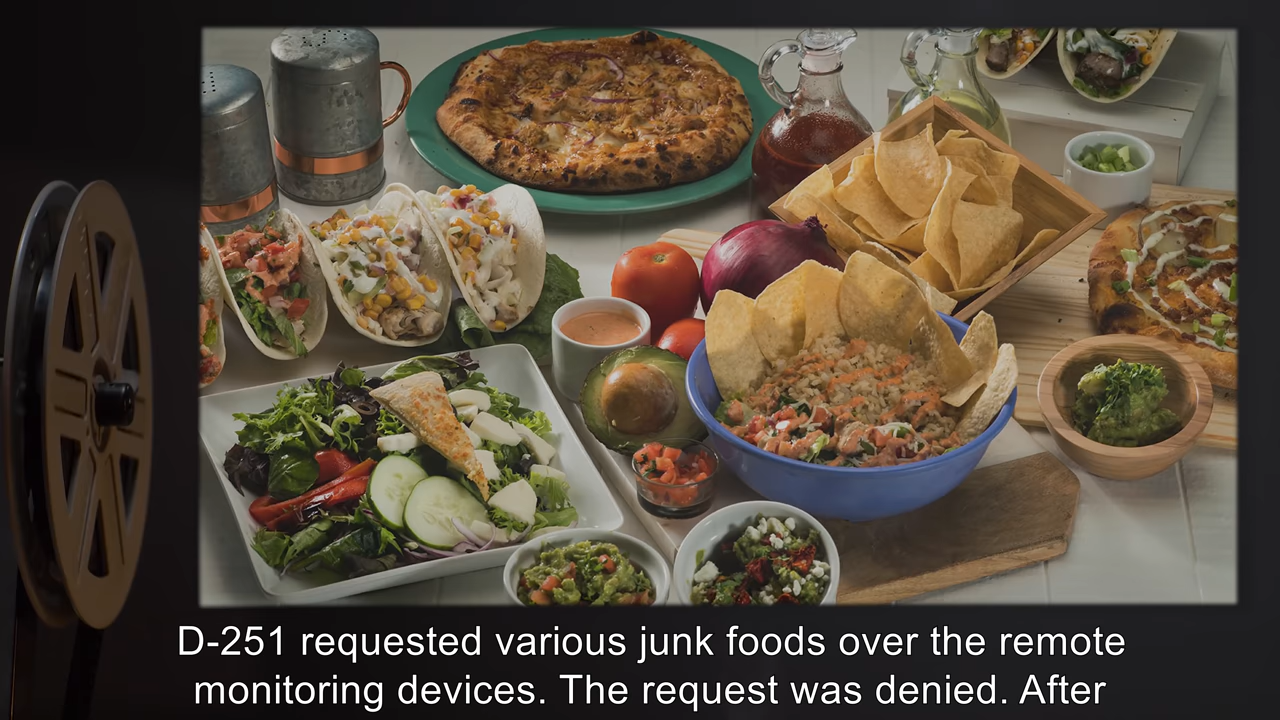 D-251 requested various junk foods over the remote
monitoring devices. The request was denied. After